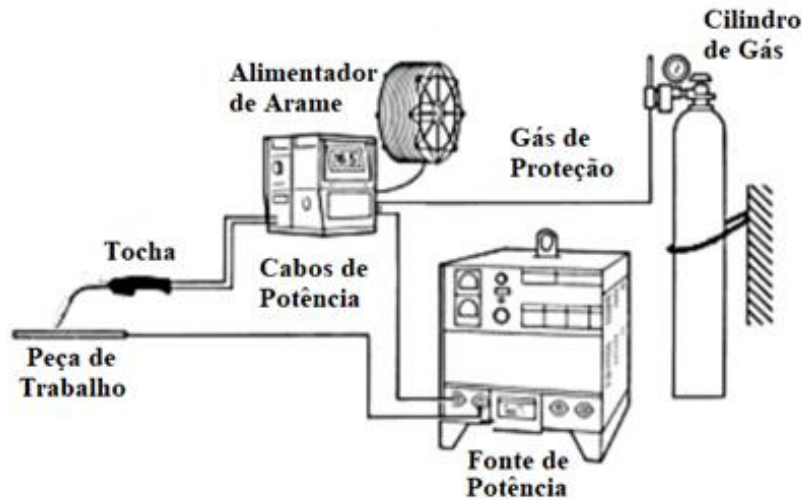 Cilindro
de Gás
Alimentador
de Arame
Gás de
Proteção
Tocha
Cabos de
Potência
Peça de
Trabalho
Fonte de
Potência